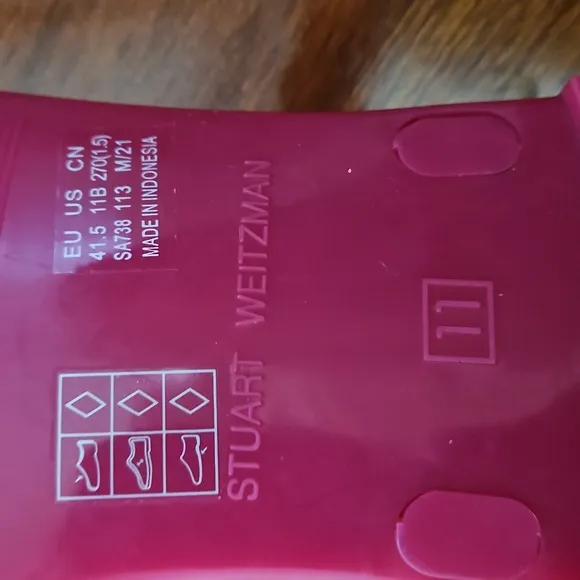 EU US CN
41.5 11B 270(1.5)
SA738 113 M/21
MADE IN INDONESIA
STUART WEITZMAN
11